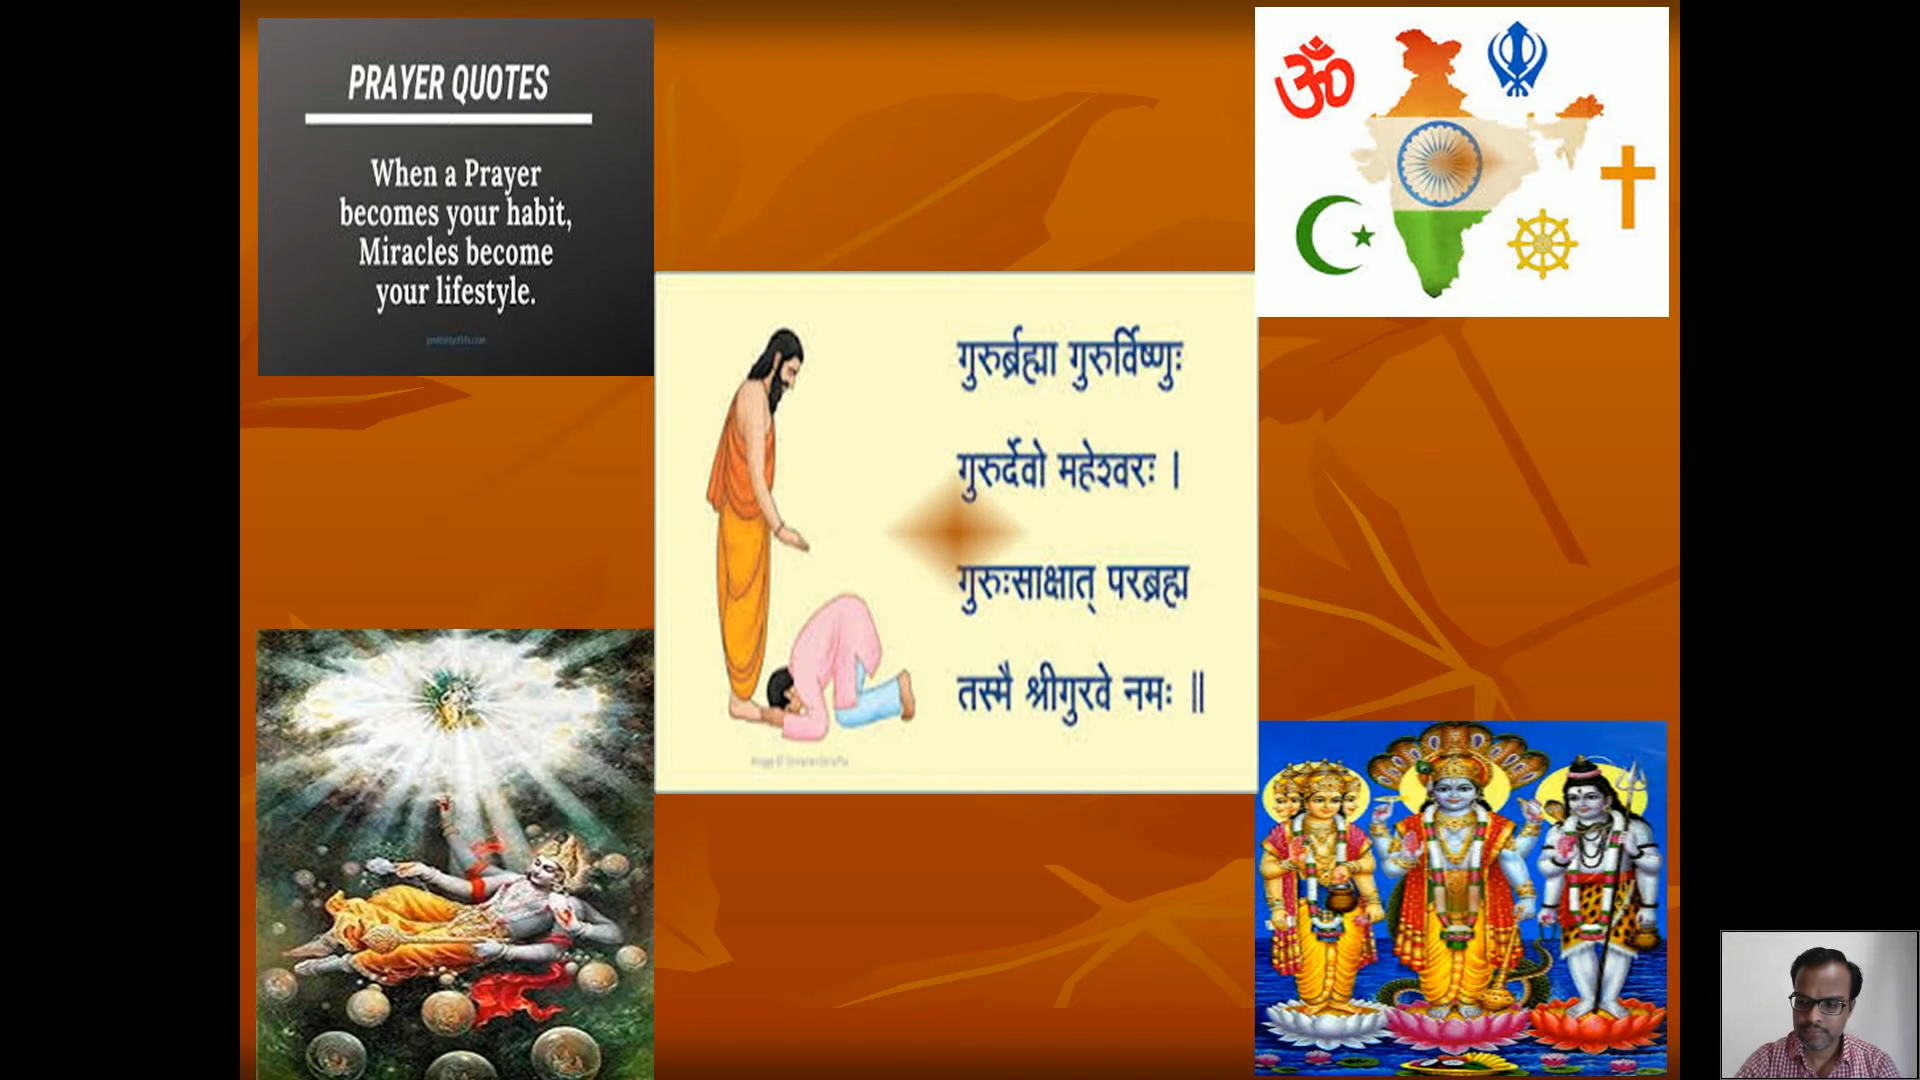 PRAYER QUOTES
When a Prayer
becomes your habit,
Miracles become
your lifestyle.
ॐ
गुरुर्ब्रह्मा गुरुर्विष्णुः
गुरुर्देवो महेश्वरः ।
गुरुःसाक्षात् परब्रह्म
तस्मै श्रीगुरवे नमः ॥